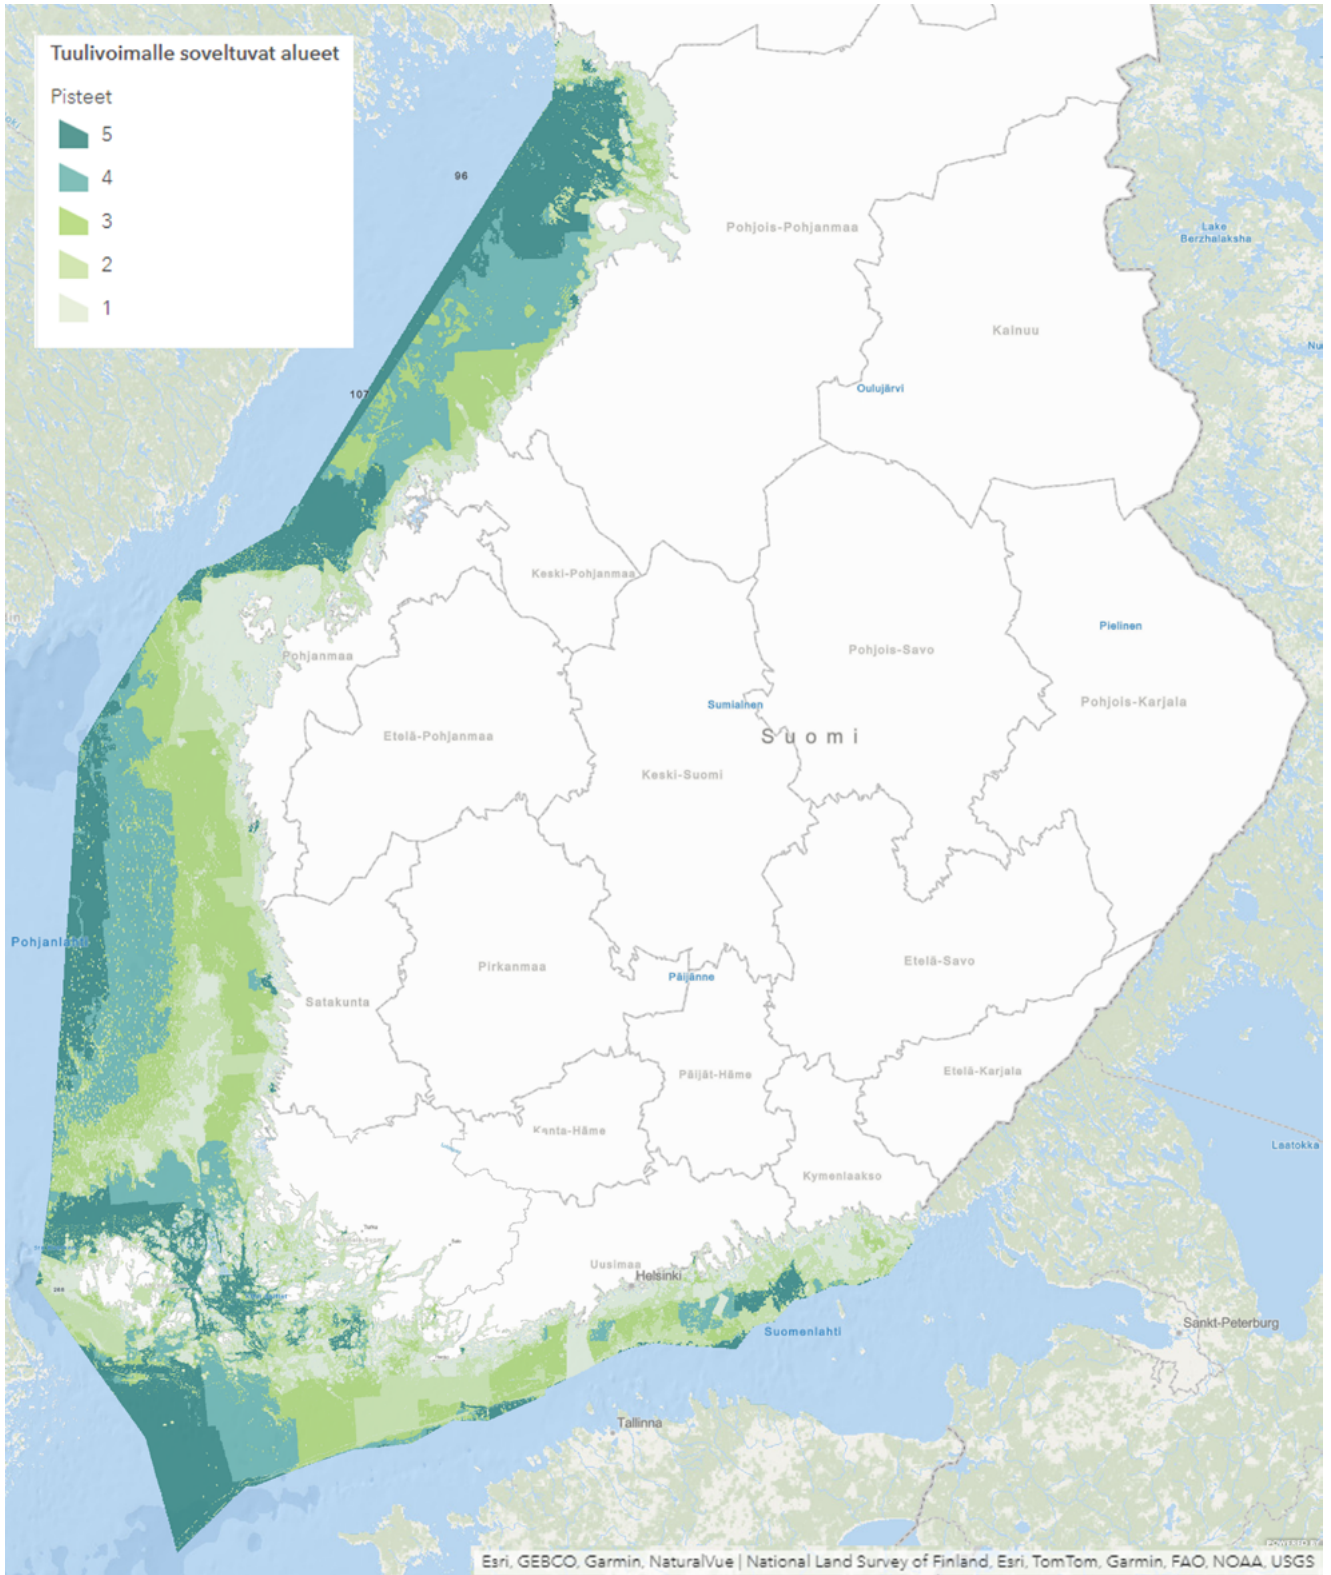 Tuulivoimalle soveltuvat alueet
Pisteet
5
4
3
2
1
96
Pohjois-Pohjanmaa
Lake
Berzhalaksha
Kainuu
107
Oulujärvi
Keski-Pohjanmaa
Pielinen
Pohjanmaa
Pohjois-Savo
Pohjois-Karjala
Sumiainen
Etelä-Pohjanmaa
Suomi
Keski-Suomi
Pohjanlahti
Pirkanmaa
Päijänne
Etelä-Savo
Satakunta
Päijät-Häme
Etelä-Karjala
Kanta-Häme
Laatokka
Kymenlaakso
Turku
Salo
Uusimaa
Helsinki
Suomenlahti
Sankt-Peterburg
Tallinna
Esri, GEBCO, Garmin, NaturalVue | National Land Survey of Finland, Esri, TomTom, Garmin, FAO, NOAA, USGS